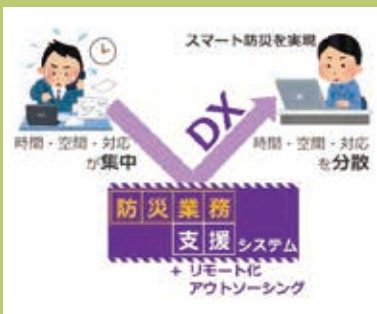 スマート防災を実現
時間・空間・対応
が集中
DX
時間・空間・対応
を分散
防災業務
支援システム
+ リモート化
アウトソーシング